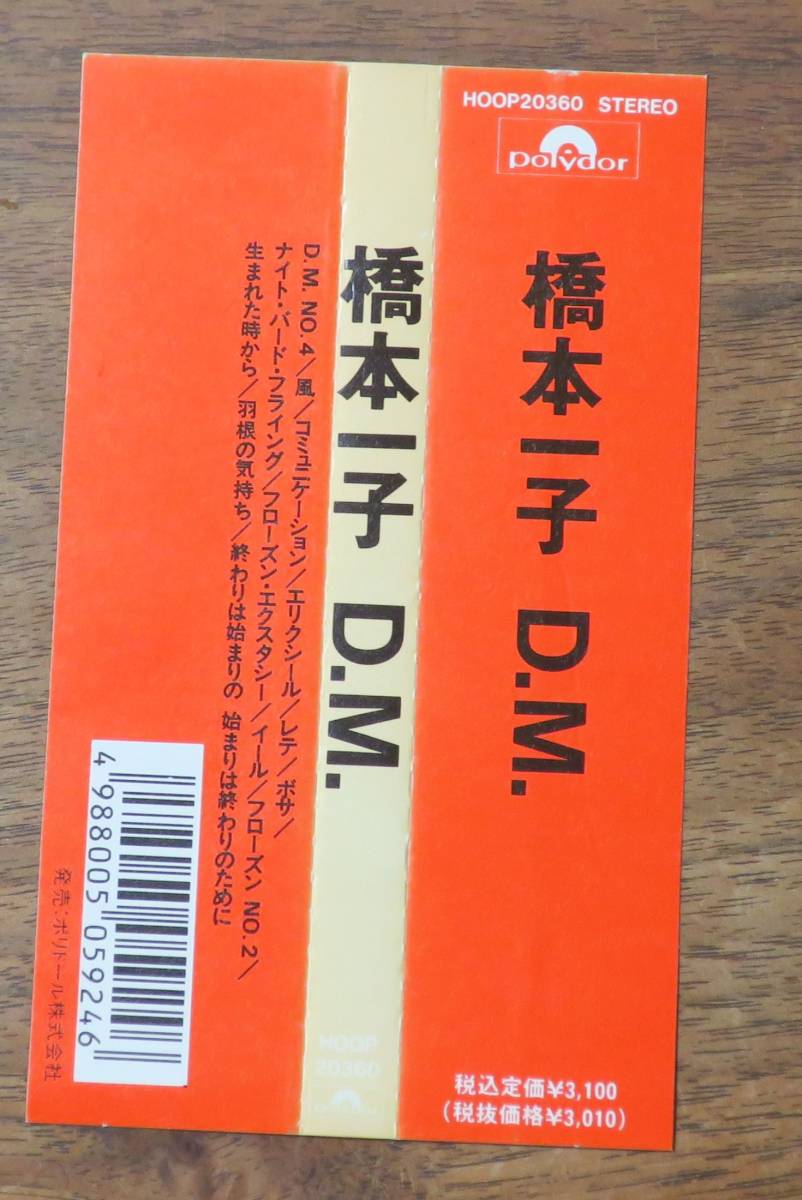 HOOP20360 STEREO
polydor
橋本一子 D.M.
税込定価¥3,100
(税抜価格¥3,010)
橋本一子 D.M.
HOOP
20360
D.M. NO.4/風/コミュニケーション/エリクシール/レテ/ボサ/
ナイト・バード・フライング/フローズン・エクスタシー/イール/フローズン NO.2/
生まれた時から/羽根の気持ち/終わりは始まりの 始まりは終わりのために
4988005059246
発売:ポリドール株式会社